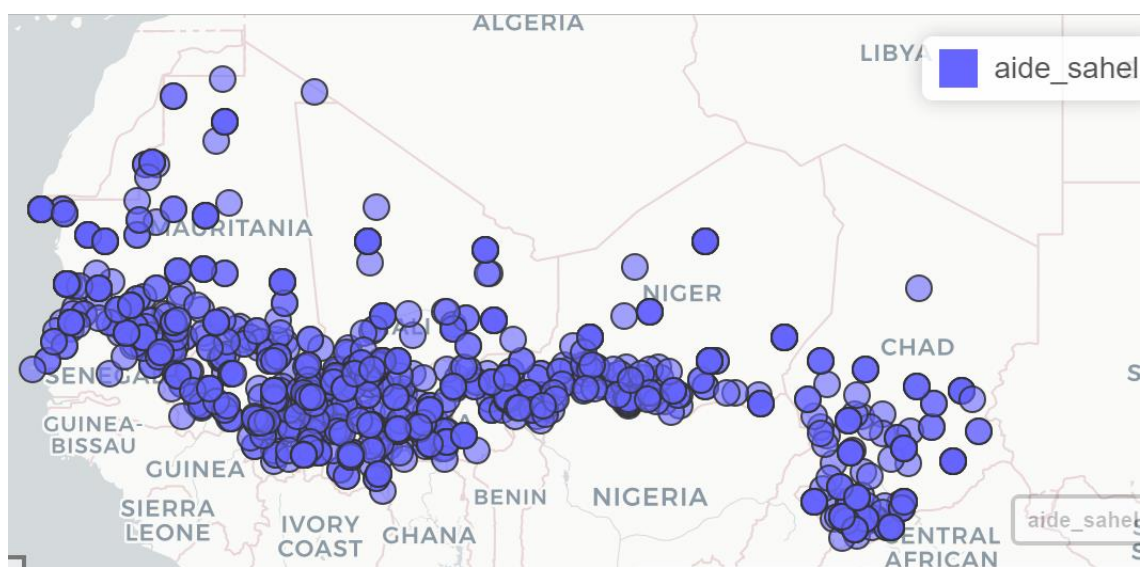 ALGERIA
LIBYA
aide_sahel
MAURITANIA
NIGER
CHAD
SENEGAL
GUINEA-
BISSAU
GUINEA
BENIN
NIGERIA
SIERRA
LEONE
IVORY
COAST
GHANA
aide_sahel
CENTRAL
AFRICAN